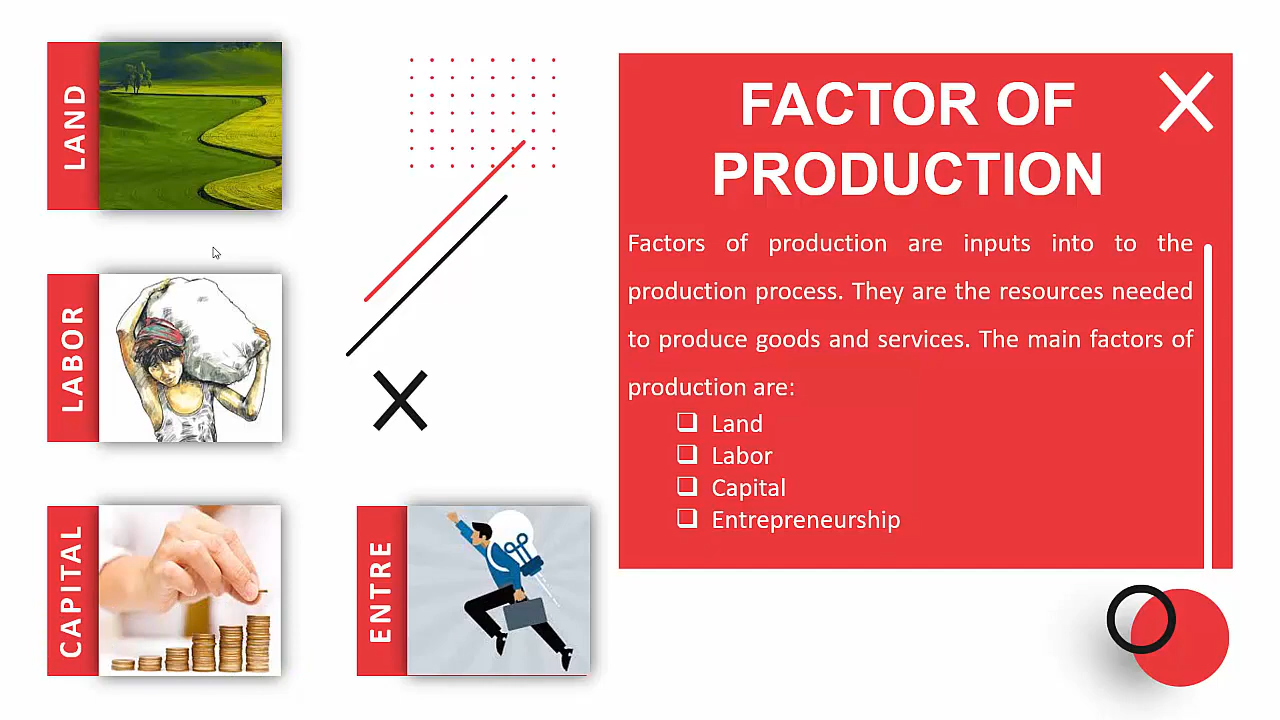 LAND
LABOR
CAPITAL
ENTRE
FACTOR OF
PRODUCTION
Factors of production are inputs into to the
production process. They are the resources needed
to produce goods and services. The main factors of
production are:
❑ Land
❑ Labor
❑ Capital
❑ Entrepreneurship